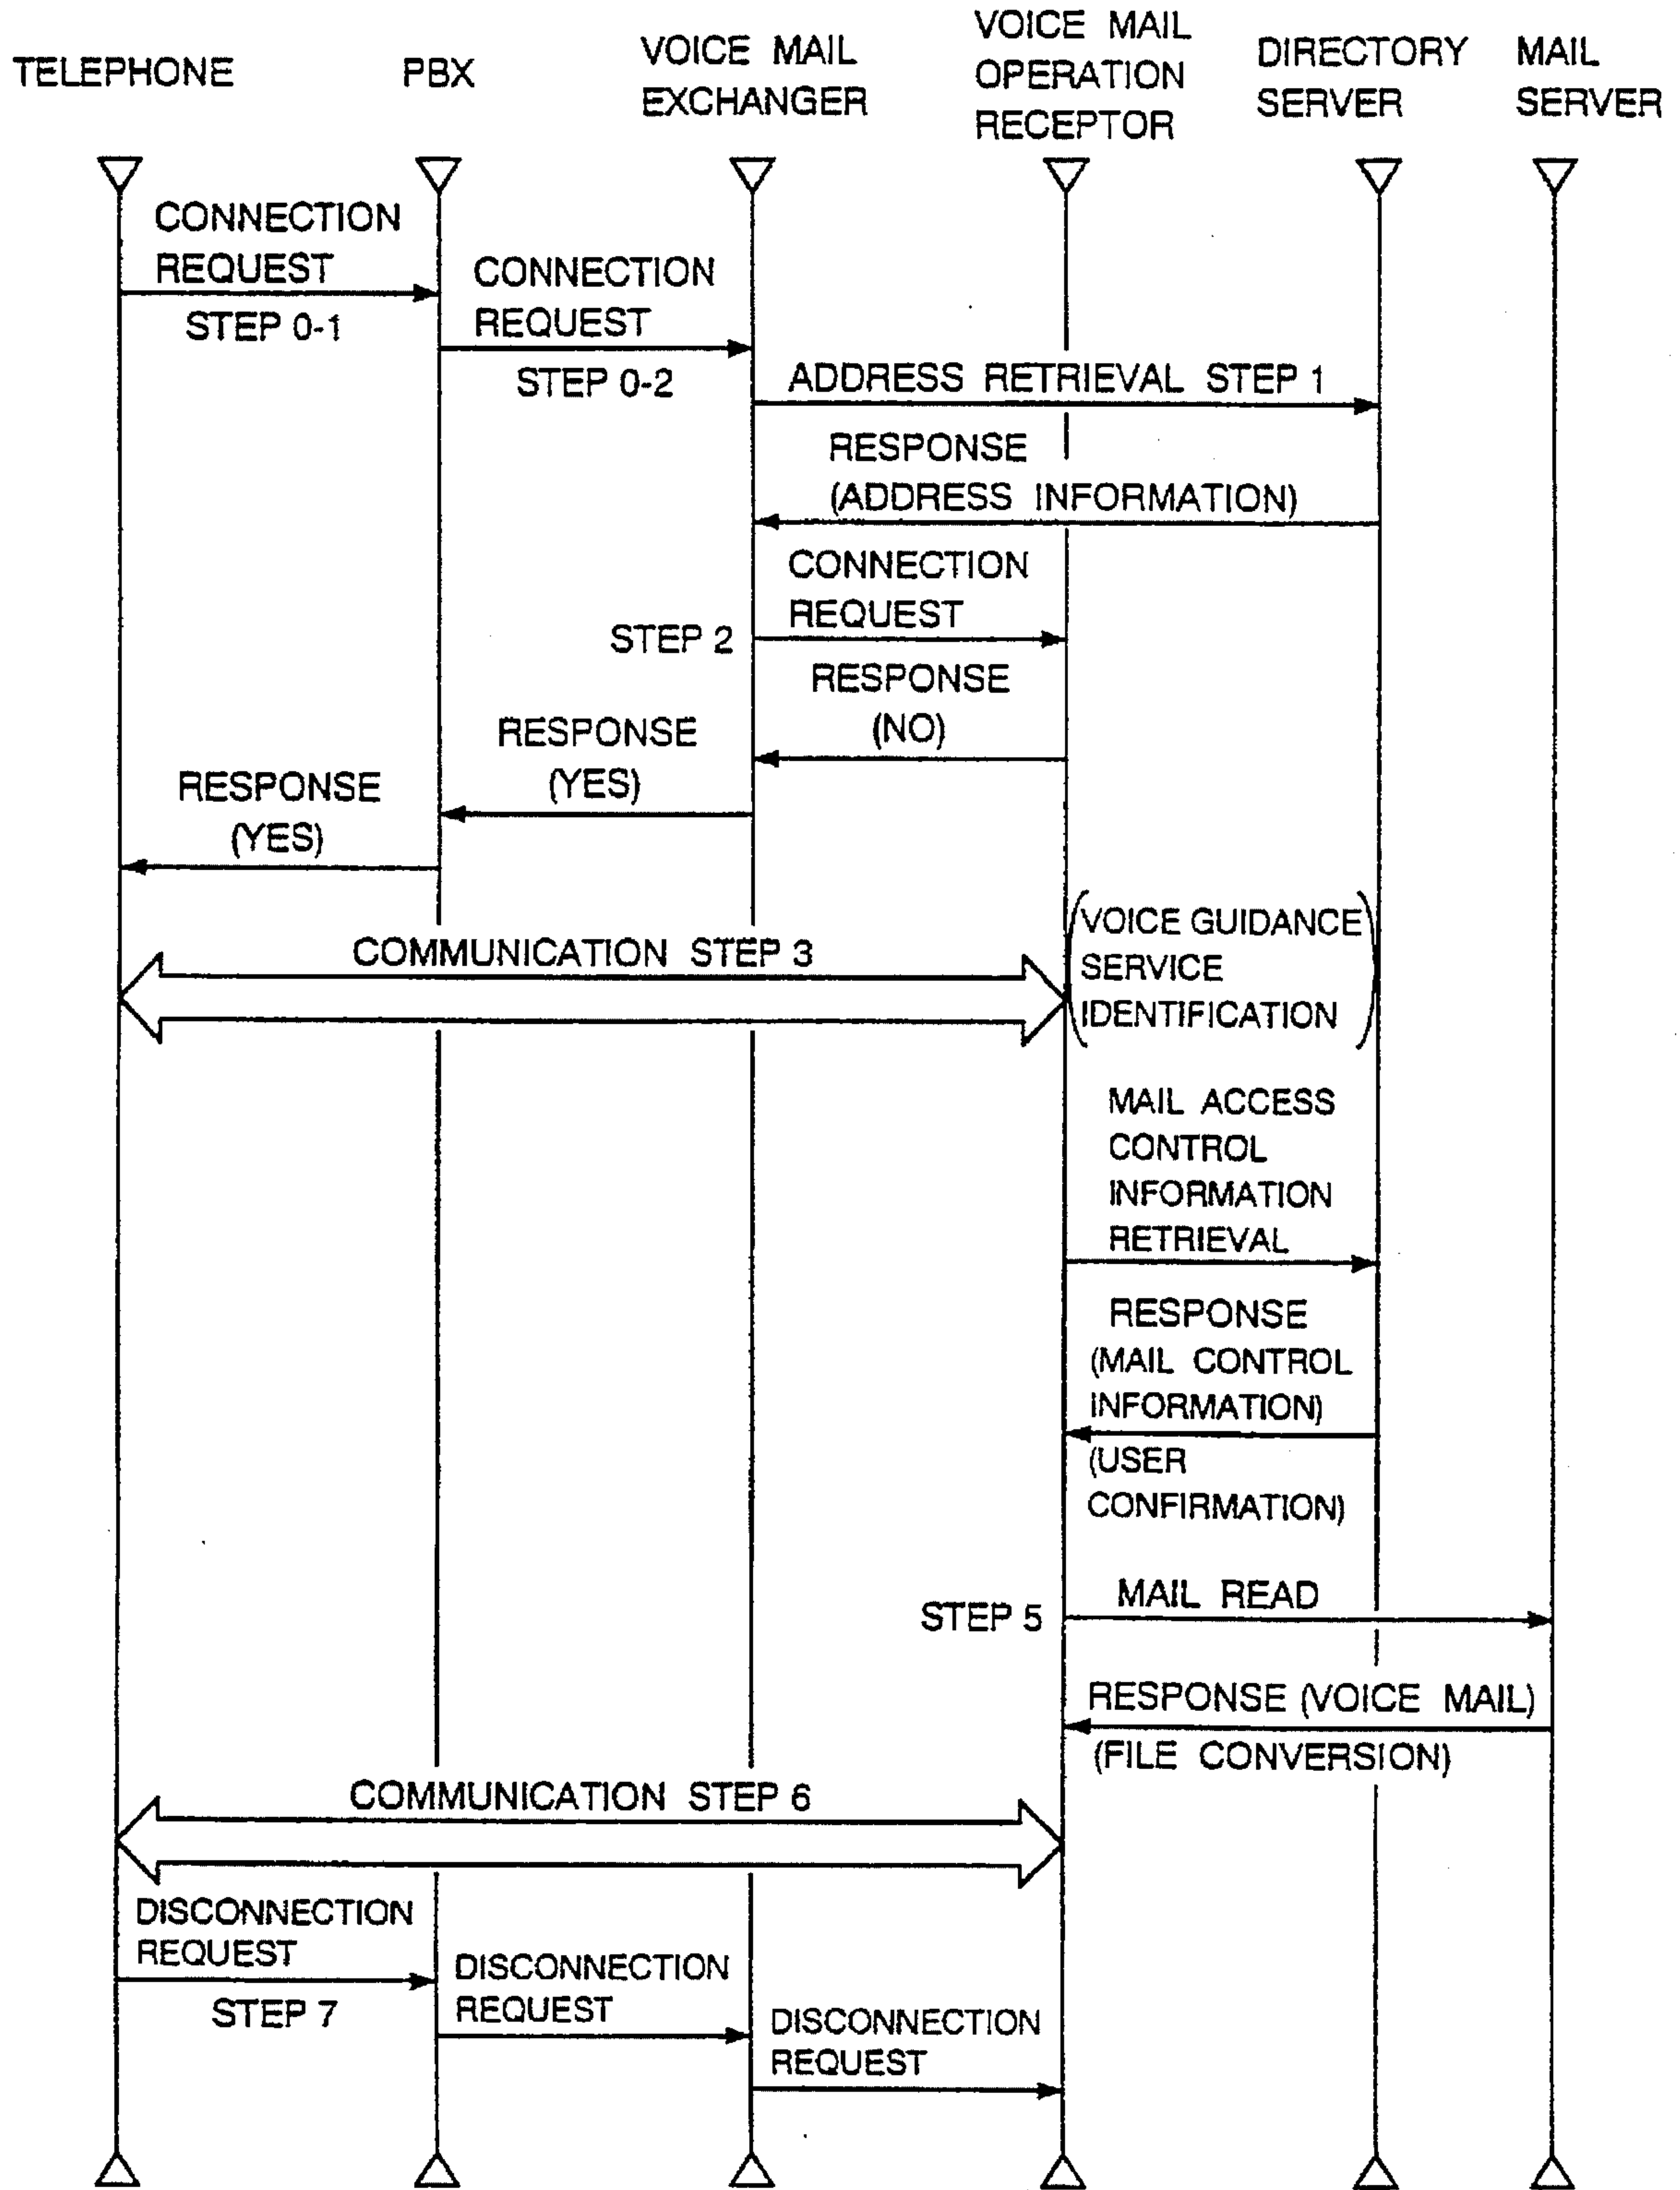 TELEPHONE
PBX
VOICE MAIL
EXCHANGER
VOICE MAIL
OPERATION
RECEPTOR
DIRECTORY
SERVER
MAIL
SERVER
CONNECTION
REQUEST
STEP 0-1
CONNECTION
REQUEST
STEP 0-2
ADDRESS RETRIEVAL STEP 1
RESPONSE
(ADDRESS INFORMATION)
CONNECTION
REQUEST
STEP 2
RESPONSE
(NO)
RESPONSE
(YES)
RESPONSE
(YES)
COMMUNICATION STEP 3
(VOICE GUIDANCE
SERVICE
IDENTIFICATION)
MAIL ACCESS
CONTROL
INFORMATION
RETRIEVAL
RESPONSE
(MAIL CONTROL
INFORMATION)
(USER
CONFIRMATION)
STEP 5
MAIL READ
RESPONSE (VOICE MAIL)
(FILE CONVERSION)
COMMUNICATION STEP 6
DISCONNECTION
REQUEST
STEP 7
DISCONNECTION
REQUEST
DISCONNECTION
REQUEST